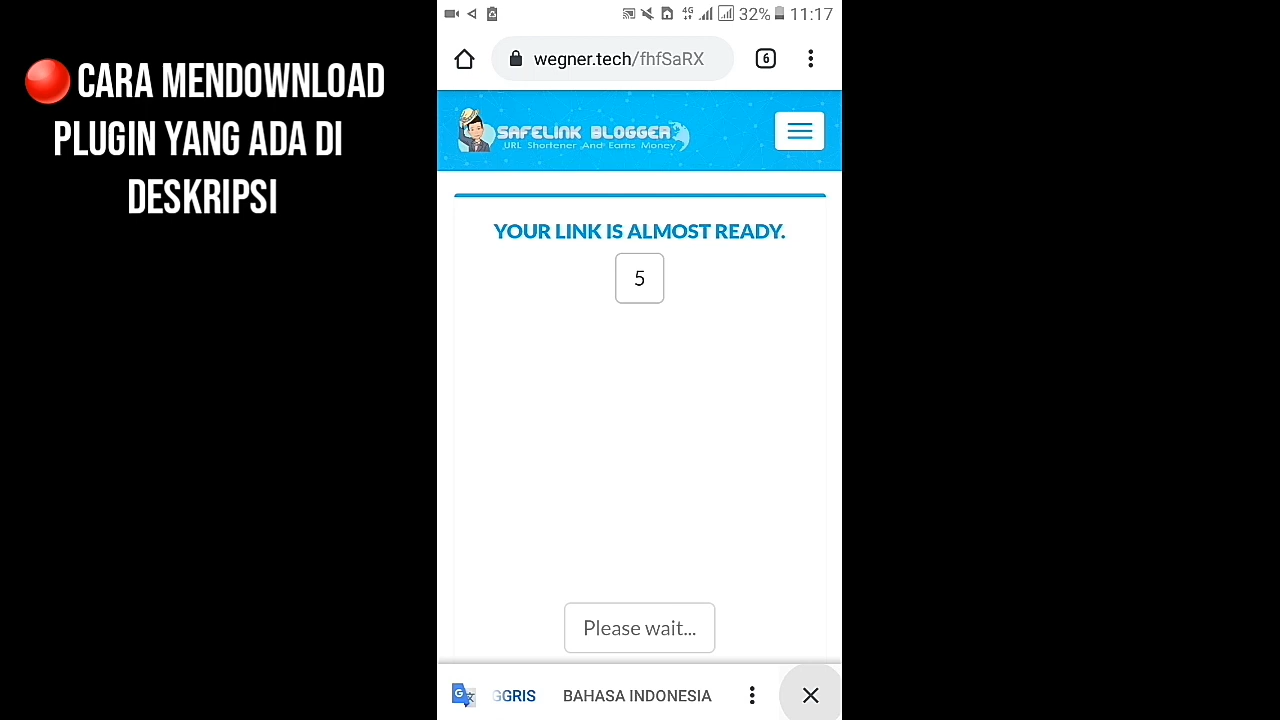 32% 11:17
🔴CARA MENDOWNLOAD
PLUGIN YANG ADA DI
DESKRIPSI
wegner.tech/fhfSaRX
6
SAFELINK BLOGGER
URL Shortener And Earns Money
YOUR LINK IS ALMOST READY.
5
Please wait...
GGRIS BAHASA INDONESIA